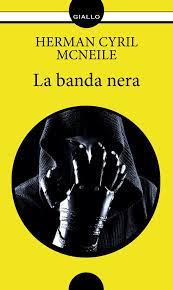 GIALLO
HERMAN CYRIL
MCNEILE
La banda nera